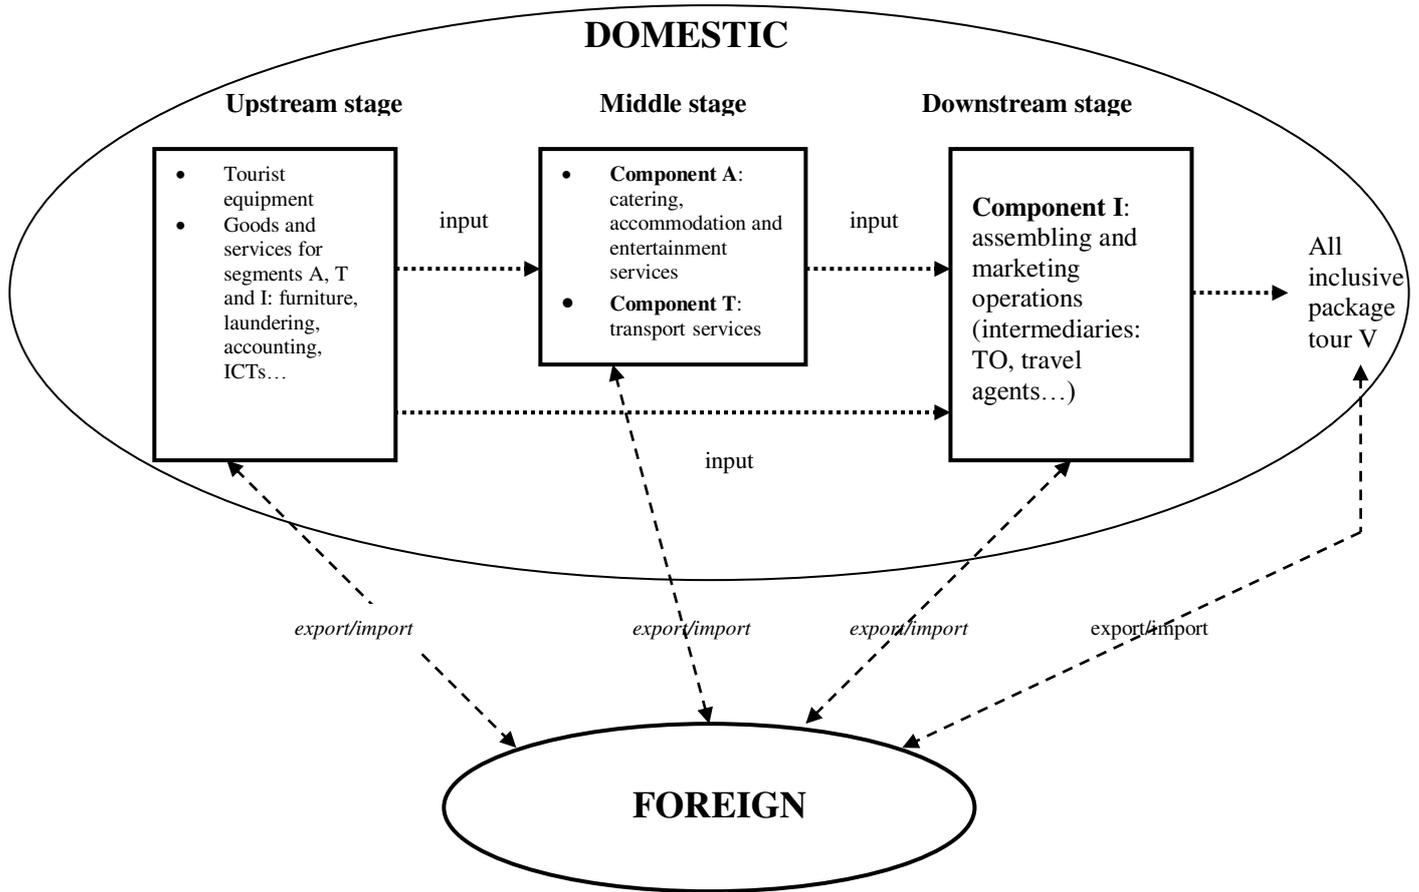 DOMESTIC
Upstream stage
Middle stage
Downstream stage
• Tourist
equipment
• Goods and
services for
segments A, T
and I: furniture,
laundering,
accounting,
ICTs…
input
• Component A:
catering,
accommodation and
entertainment
services
• Component T:
transport services
input
Component I:
assembling and
marketing
operations
(intermediaries:
TO, travel
agents…)
All
inclusive
package
tour V
input
export/import
export/import
export/import
export/import
FOREIGN